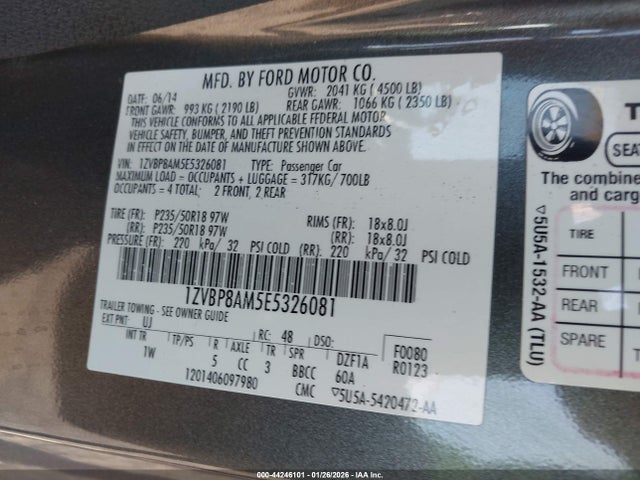 MFD. BY FORD MOTOR CO.
DATE: 06/14 GVWR: 2041 KG (4500 LB)
FRONT GAWR: 993 KG (2190 LB) REAR GAWR: 1066 KG (2350 LB)
THIS VEHICLE CONFORMS TO ALL APPLICABLE FEDERAL MOTOR
VEHICLE SAFETY, BUMPER, AND THEFT PREVENTION STANDARDS
IN EFFECT ON THE DATE OF MANUFACTURE SHOWN ABOVE.
VIN: 1ZVBP8AM5E5326081 TYPE: Passenger Car
MAXIMUM LOAD = OCCUPANTS + LUGGAGE = 317KG/700LB
OCCUPANTS = 4 TOTAL: 2 FRONT, 2 REAR
TIRE (FR): P235/50R18 97W RIMS (FR): 18x8.0J
(RR): P235/50R18 97W (RR): 18x8.0J
PRESSURE (FR): 220 kPa/ 32 PSI COLD (RR): 220 kPa/ 32 PSI COLD
1ZVBP8AM5E5326081
TRAILER TOWING - SEE OWNER GUIDE
EXT PNT: UJ RC: 48 DSO: F0080
INT TR TP/PS R AXLE TR SPR DZF1A R0123
1W 5 CC 3 BBCC 60A
1201406097980 CMC ▽5U5A-5420472-AA
▽5U5A-1532-AA (TLU)
SEAT
The combine
and carg
TIRE
FRONT
REAR
SPARE
000-44246101 - 01/26/2026 - Copyright IAA, Inc.